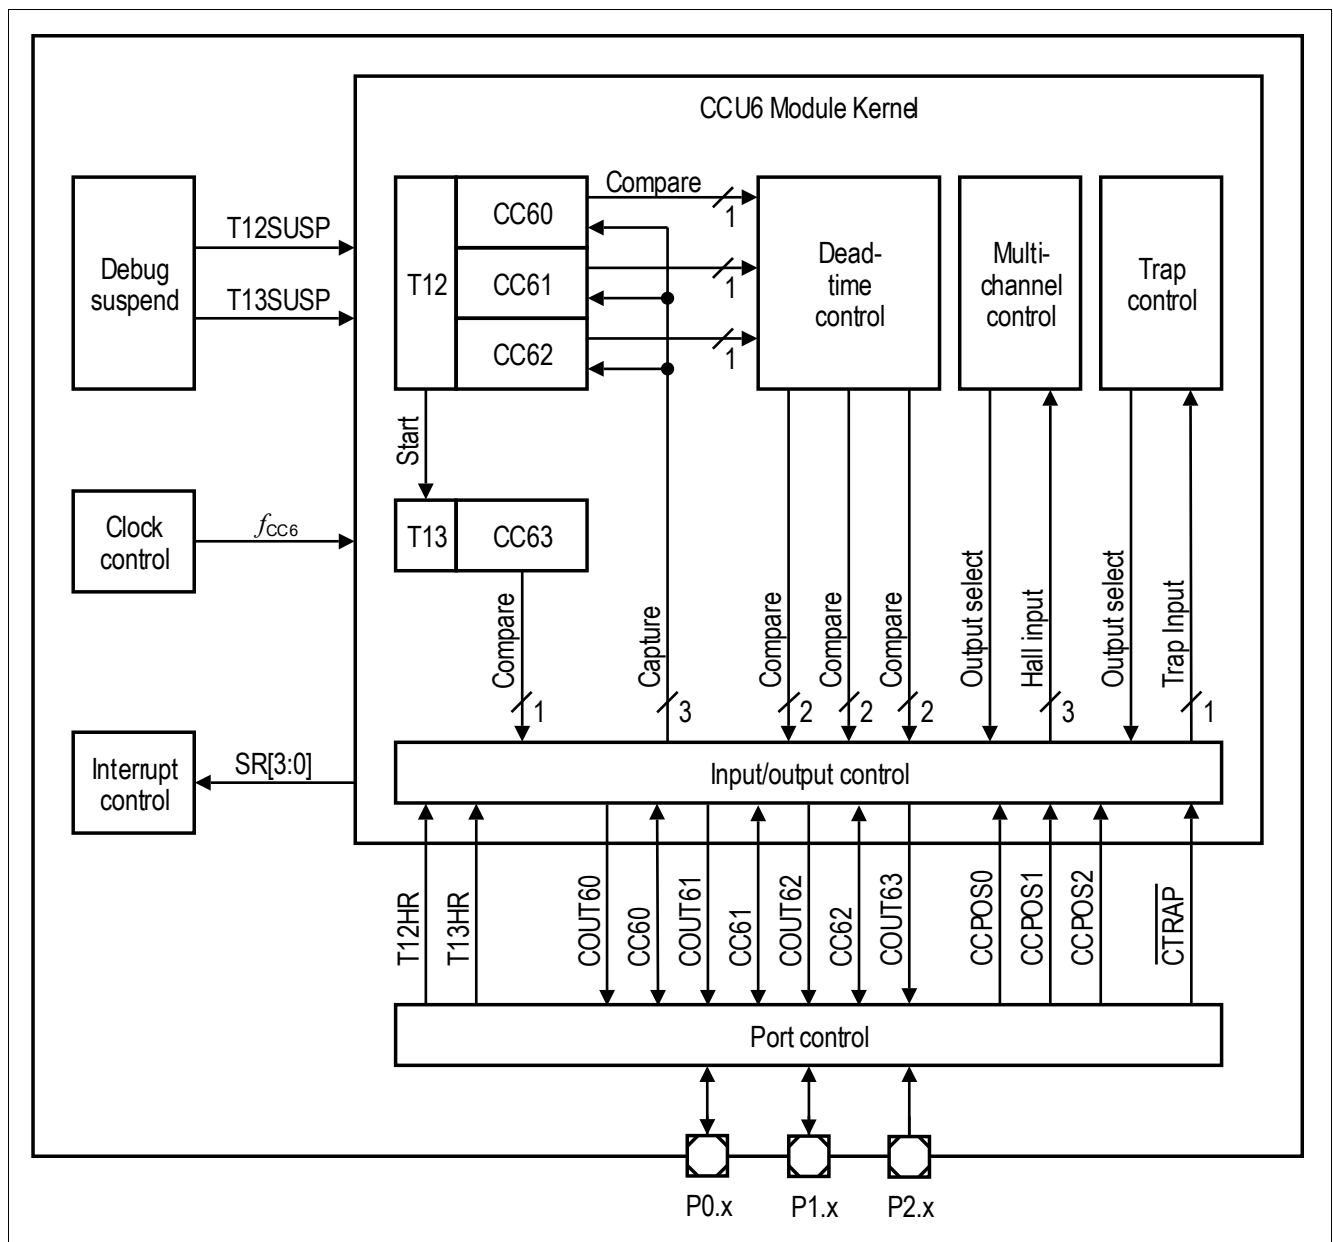 CCU6 Module Kernel
Debug
suspend
T12SUSP
T13SUSP
T12
CC60
CC61
CC62
Compare
1
1
1
Dead-
time
control
Multi-
channel
control
Trap
control
Start
T13
CC63
Clock
control
fCC6
Compare
1
Capture
3
Compare
2
Compare
2
Compare
2
Output select
Hall input
3
Output select
Trap Input
1
Interrupt
control
SR[3:0]
Input/output control
T12HR
T13HR
COUT60
CC60
COUT61
CC61
COUT62
CC62
COUT63
CCPOS0
CCPOS1
CCPOS2
CTRAP
Port control
P0.x
P1.x
P2.x